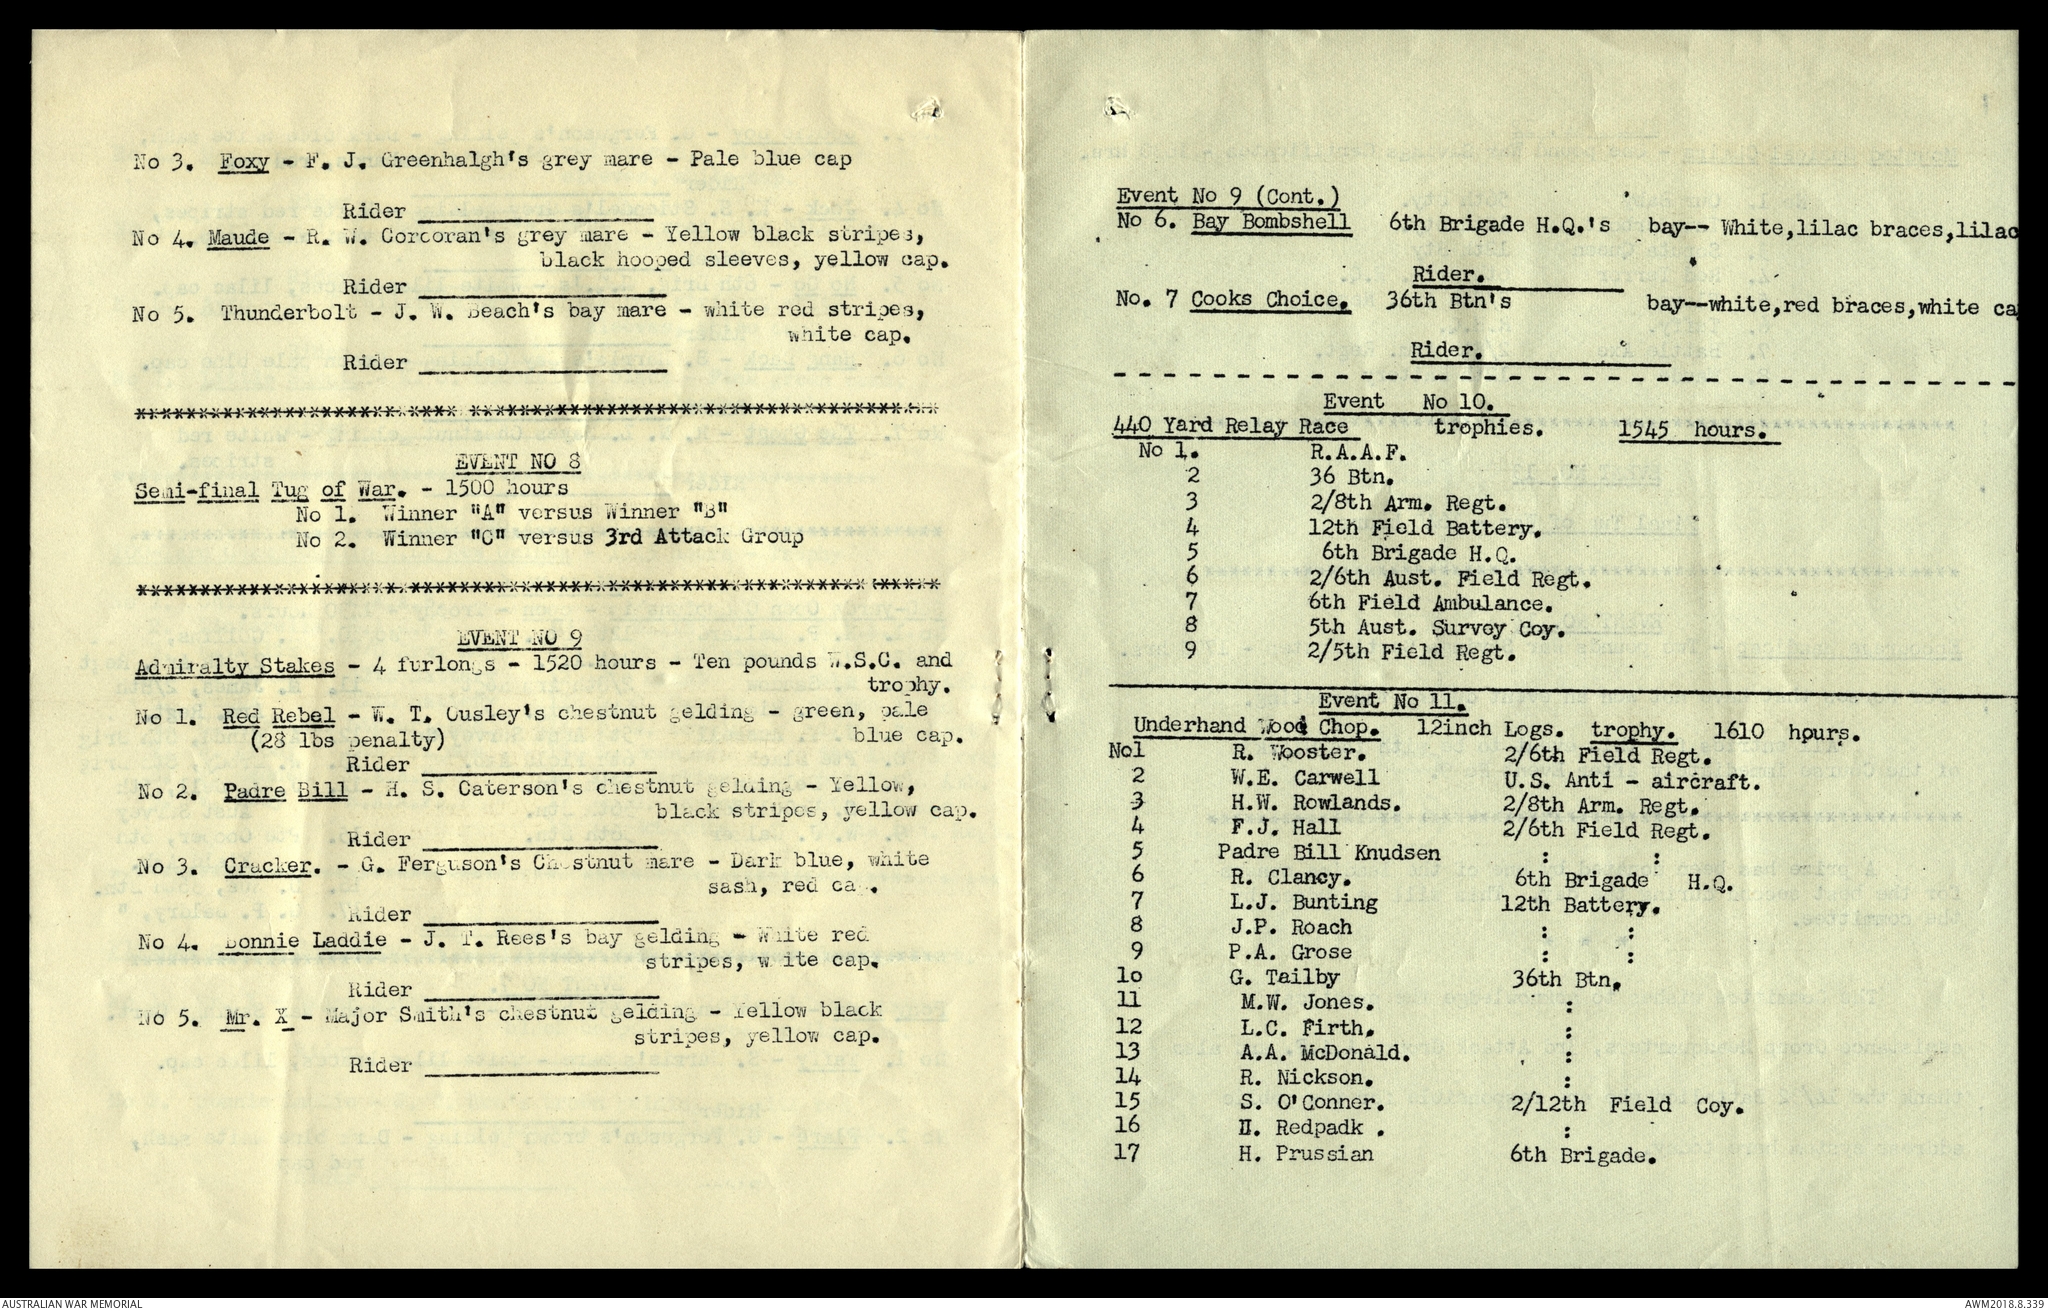 No 3. Foxy - F. J. Greenhalgh's grey mare - Pale blue cap
Rider
No 4. Maude - R. W. Corcoran's grey mare - Yellow black stripes,
black hooped sleeves, yellow cap.
Rider
No 5. Thunderbolt - J. W. Beach's bay mare - white red stripes,
white cap.
Rider
EVENT NO 8
Semi-final Tug of War. - 1500 hours
No 1. Winner "A" versus Winner "B"
No 2. Winner "C" versus 3rd Attack Group
EVENT NO 9
Admiralty Stakes - 4 furlongs - 1520 hours - Ten pounds W.S.C. and
trophy.
No 1. Red Rebel - W. T. Ousley's chestnut gelding - green, pale
(28 lbs penalty) blue cap.
Rider
No 2. Padre Bill - H. S. Caterson's chestnut gelding - Yellow,
black stripes, yellow cap.
Rider
No 3. Cracker. - G. Ferguson's Chestnut mare - Dark blue, white
sash, red cap.
Rider
No 4. Bonnie Laddie - J. T. Rees's bay gelding - White red
stripes, white cap.
Rider
No 5. Mr. X - Major Smith's chestnut gelding - Yellow black
stripes, yellow cap.
Rider
Event No 9 (Cont.)
No 6. Bay Bombshell 6th Brigade H.Q.'s bay-- White,lilac braces,lilac
Rider.
No. 7 Cooks Choice. 36th Btn's bay--white,red braces,white ca
Rider.
Event No 10.
440 Yard Relay Race trophies. 1545 hours.
No 1. R.A.A.F.
2 36 Btn.
3 2/8th Arm. Regt.
4 12th Field Battery.
5 6th Brigade H.Q.
6 2/6th Aust. Field Regt.
7 6th Field Ambulance.
8 5th Aust. Survey Coy.
9 2/5th Field Regt.
Event No 11.
Underhand Wood Chop. 12inch Logs. trophy. 1610 hours.
No1 R. Wooster. 2/6th Field Regt.
2 W.E. Carwell U.S. Anti - aircraft.
3 H.W. Rowlands. 2/8th Arm. Regt.
4 F.J. Hall 2/6th Field Regt.
5 Padre Bill Knudsen : :
6 R. Clancy. 6th Brigade H.Q.
7 L.J. Bunting 12th Battery.
8 J.P. Roach : :
9 P.A. Grose : :
1o G. Tailby 36th Btn.
11 M.W. Jones. :
12 L.C. Firth. :
13 A.A. McDonald. :
14 R. Nickson. :
15 S. O'Conner. 2/12th Field Coy.
16 Redpadk . :
17 H. Prussian 6th Brigade.
AUSTRALIAN WAR MEMORIAL
AWM2018.8.339